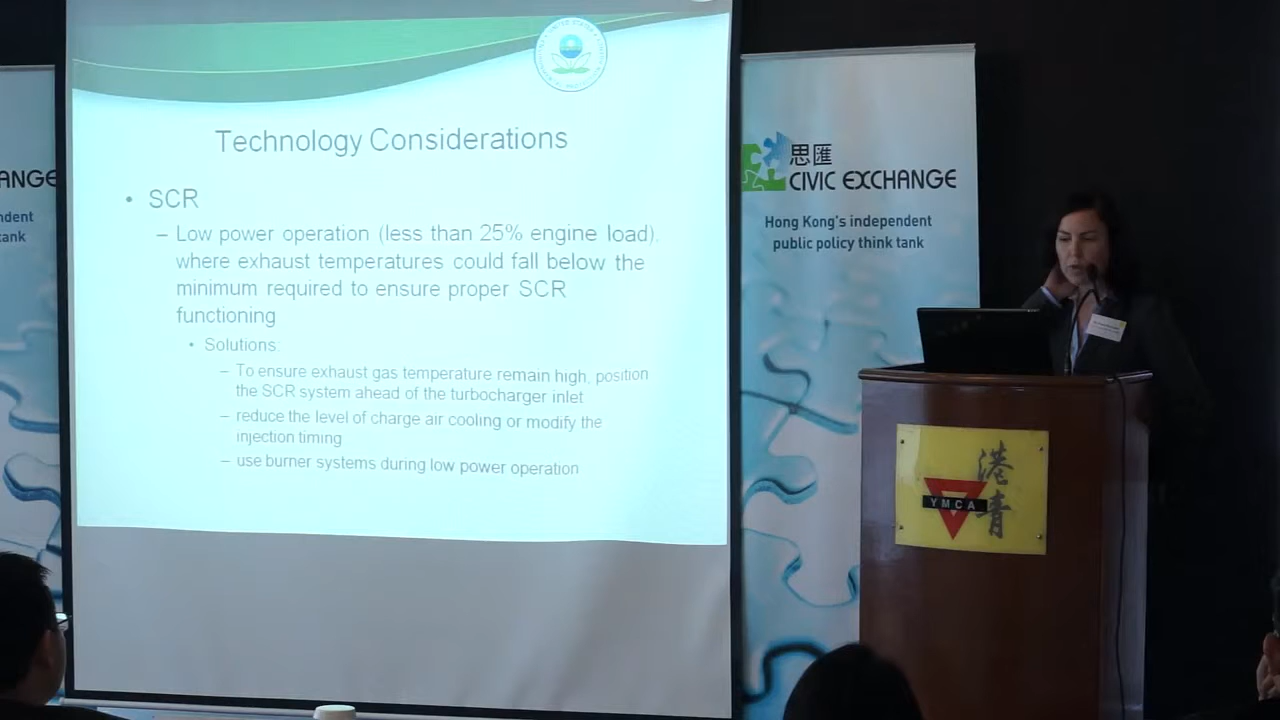 Technology Considerations
• SCR
– Low power operation (less than 25% engine load),
where exhaust temperatures could fall below the
minimum required to ensure proper SCR
functioning
• Solutions:
– To ensure exhaust gas temperature remain high, position
the SCR system ahead of the turbocharger inlet
– reduce the level of charge air cooling or modify the
injection timing
– use burner systems during low power operation
ANGE
ndent
tank
思匯
CIVIC EXCHANGE
Hong Kong's independent
public policy think tank
港青
YMCA